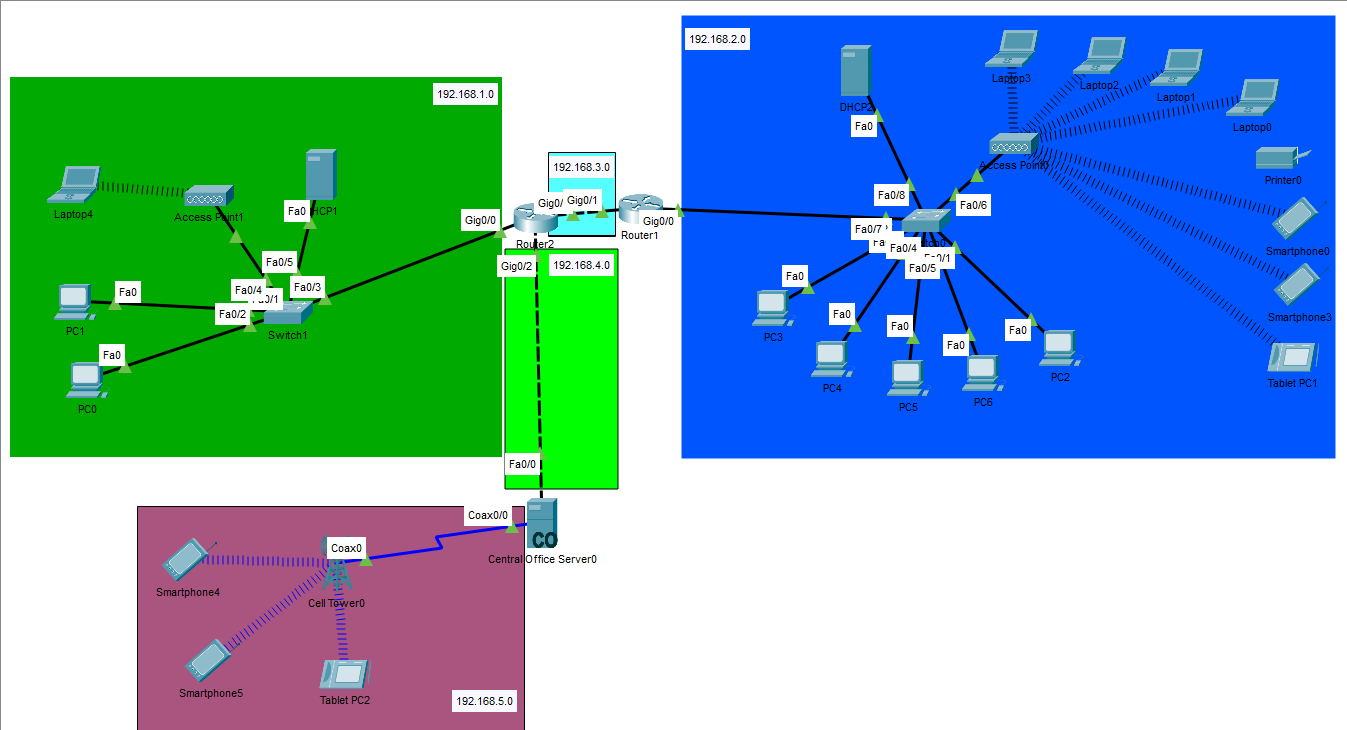 192.168.1.0
Laptop4
Access Point1
Fa0
HCP1
Fa0/5
Fa0/4
0/1
Fa0/3
Fa0/2
Switch1
Fa0
PC1
Fa0
PC0
Gig0/0
192.168.3.0
Gig0/
Gig0/1
Router2
Router1
Gig0/0
Gig0/2
192.168.4.0
Fa0/0
192.168.2.0
DHCP2
Fa0
Laptop3
Laptop2
Laptop1
Laptop0
Access Point0
Printer0
Fa0/8
Fa0/6
Fa0/7
Fa
Fa0/4
0/1
Fa0/5
Smartphone0
Smartphone3
Tablet PC1
Fa0
PC3
Fa0
PC4
Fa0
PC5
Fa0
PC6
Fa0
PC2
Coax0/0
Central Office Server0
CO
Coax0
Cell Tower0
Smartphone4
Smartphone5
Tablet PC2
192.168.5.0